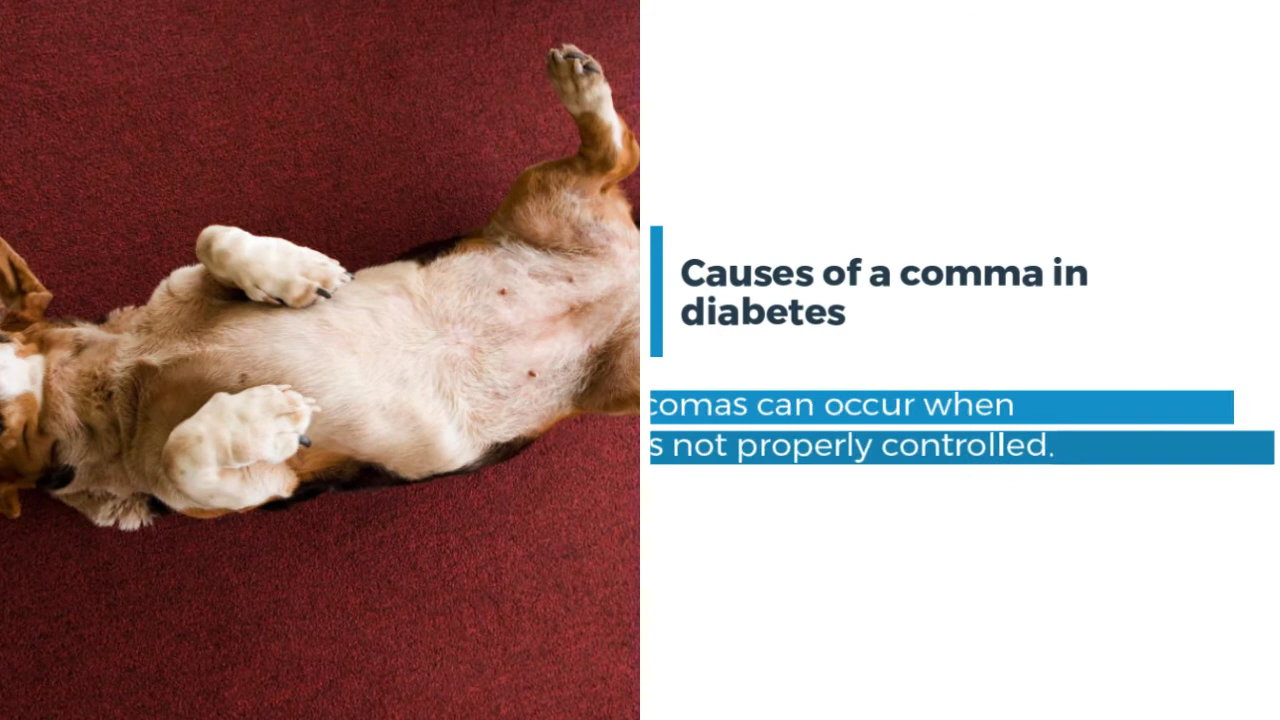 Causes of a comma in
diabetes
comas can occur when
s not properly controlled.